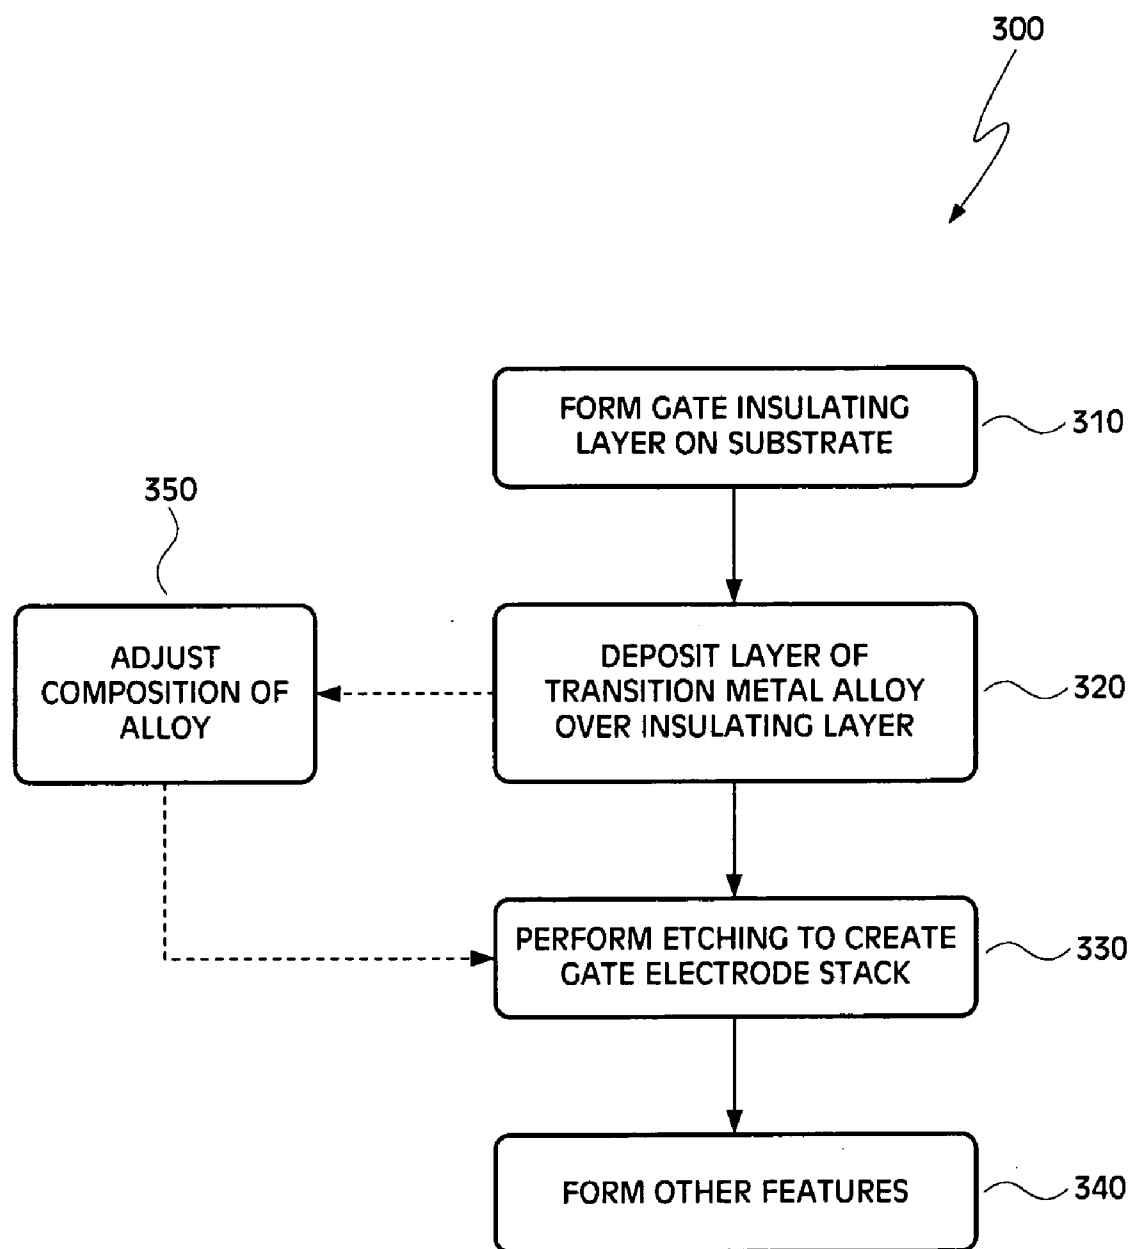 300
FORM GATE INSULATING
LAYER ON SUBSTRATE
310
350
ADJUST
COMPOSITION OF
ALLOY
DEPOSIT LAYER OF
TRANSITION METAL ALLOY
OVER INSULATING LAYER
320
PERFORM ETCHING TO CREATE
GATE ELECTRODE STACK
330
FORM OTHER FEATURES
340